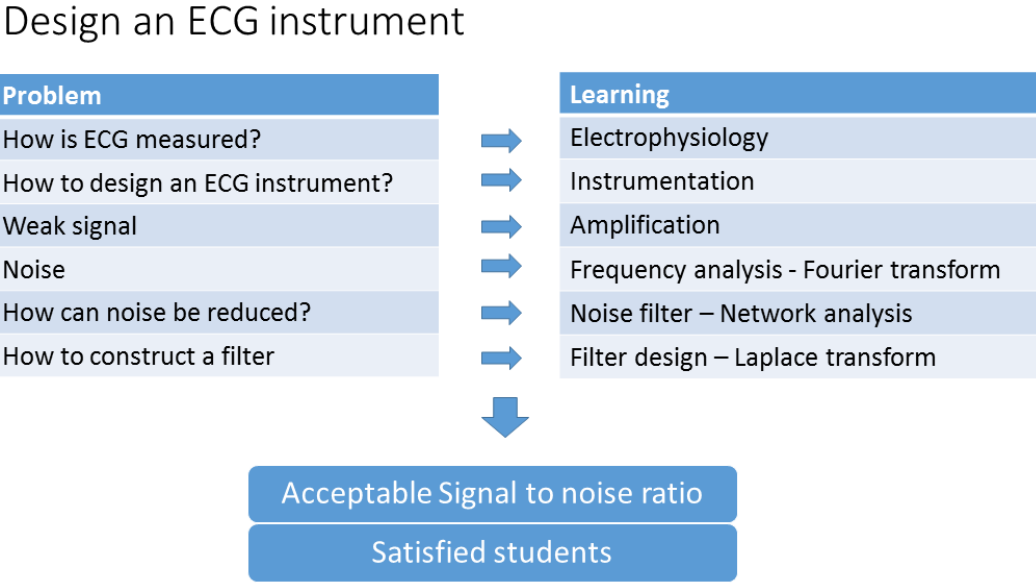 Design an ECG instrument
Problem
Learning
How is ECG measured?
Electrophysiology
How to design an ECG instrument?
Instrumentation
Weak signal
Amplification
Noise
Frequency analysis - Fourier transform
How can noise be reduced?
Noise filter – Network analysis
How to construct a filter
Filter design – Laplace transform
Acceptable Signal to noise ratio
Satisfied students